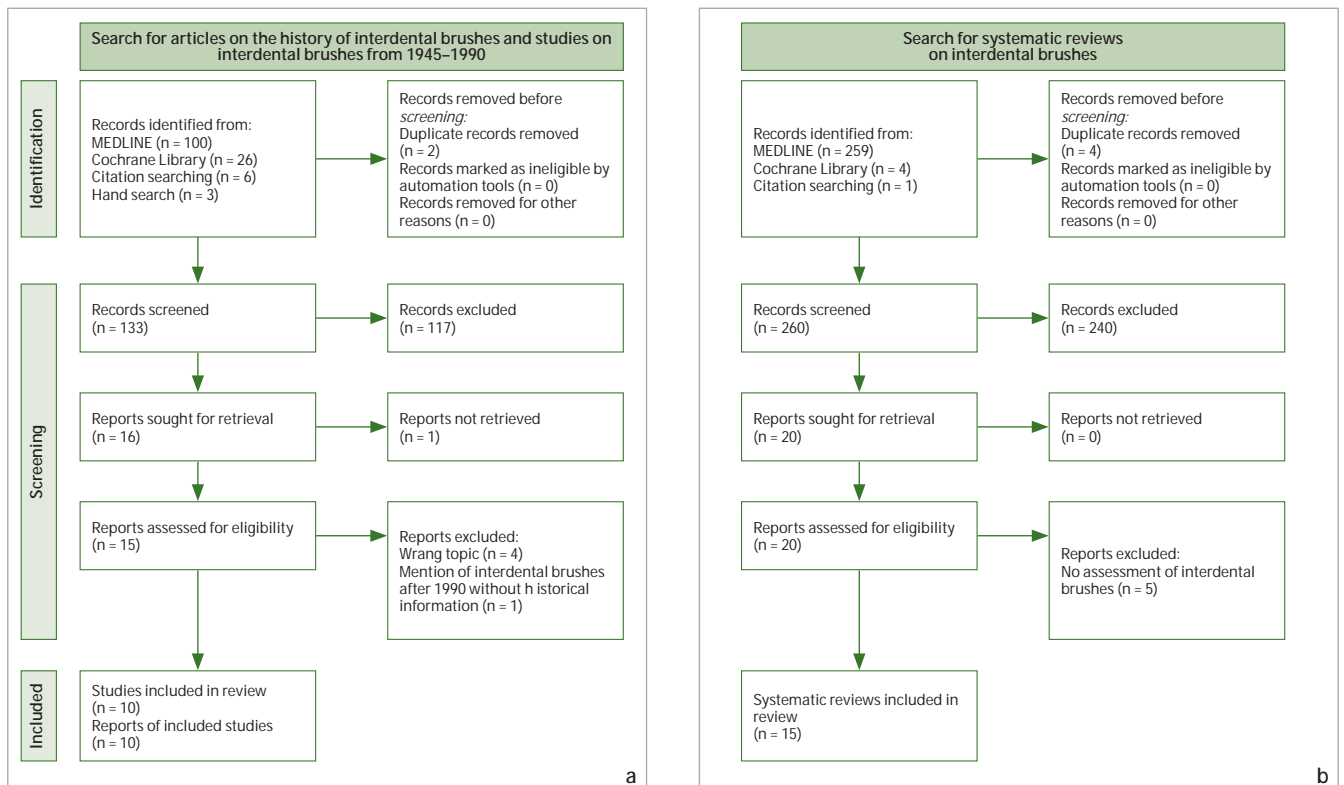 Search for articles on the history of interdental brushes and studies on
interdental brushes from 1945–1990
Identification
Records identified from:
MEDLINE (n = 100)
Cochrane Library (n = 26)
Citation searching (n = 6)
Hand search (n = 3)
Records removed before
screening:
Duplicate records removed
(n = 2)
Records marked as ineligible by
automation tools (n = 0)
Records removed for other
reasons (n = 0)
Screening
Records screened
(n = 133)
Records excluded
(n = 117)
Reports sought for retrieval
(n = 16)
Reports not retrieved
(n = 1)
Reports assessed for eligibility
(n = 15)
Reports excluded:
Wrang topic (n = 4)
Mention of interdental brushes
after 1990 without h istorical
information (n = 1)
Included
Studies included in review
(n = 10)
Reports of included studies
(n = 10)
a
Search for systematic reviews
on interdental brushes
Records identified from:
MEDLINE (n = 259)
Cochrane Library (n = 4)
Citation searching (n = 1)
Records removed before
screening:
Duplicate records removed
(n = 4)
Records marked as ineligible by
automation tools (n = 0)
Records removed for other
reasons (n = 0)
Records screened
(n = 260)
Records excluded
(n = 240)
Reports sought for retrieval
(n = 20)
Reports not retrieved
(n = 0)
Reports assessed for eligibility
(n = 20)
Reports excluded:
No assessment of interdental
brushes (n = 5)
Systematic reviews included in
review
(n = 15)
b